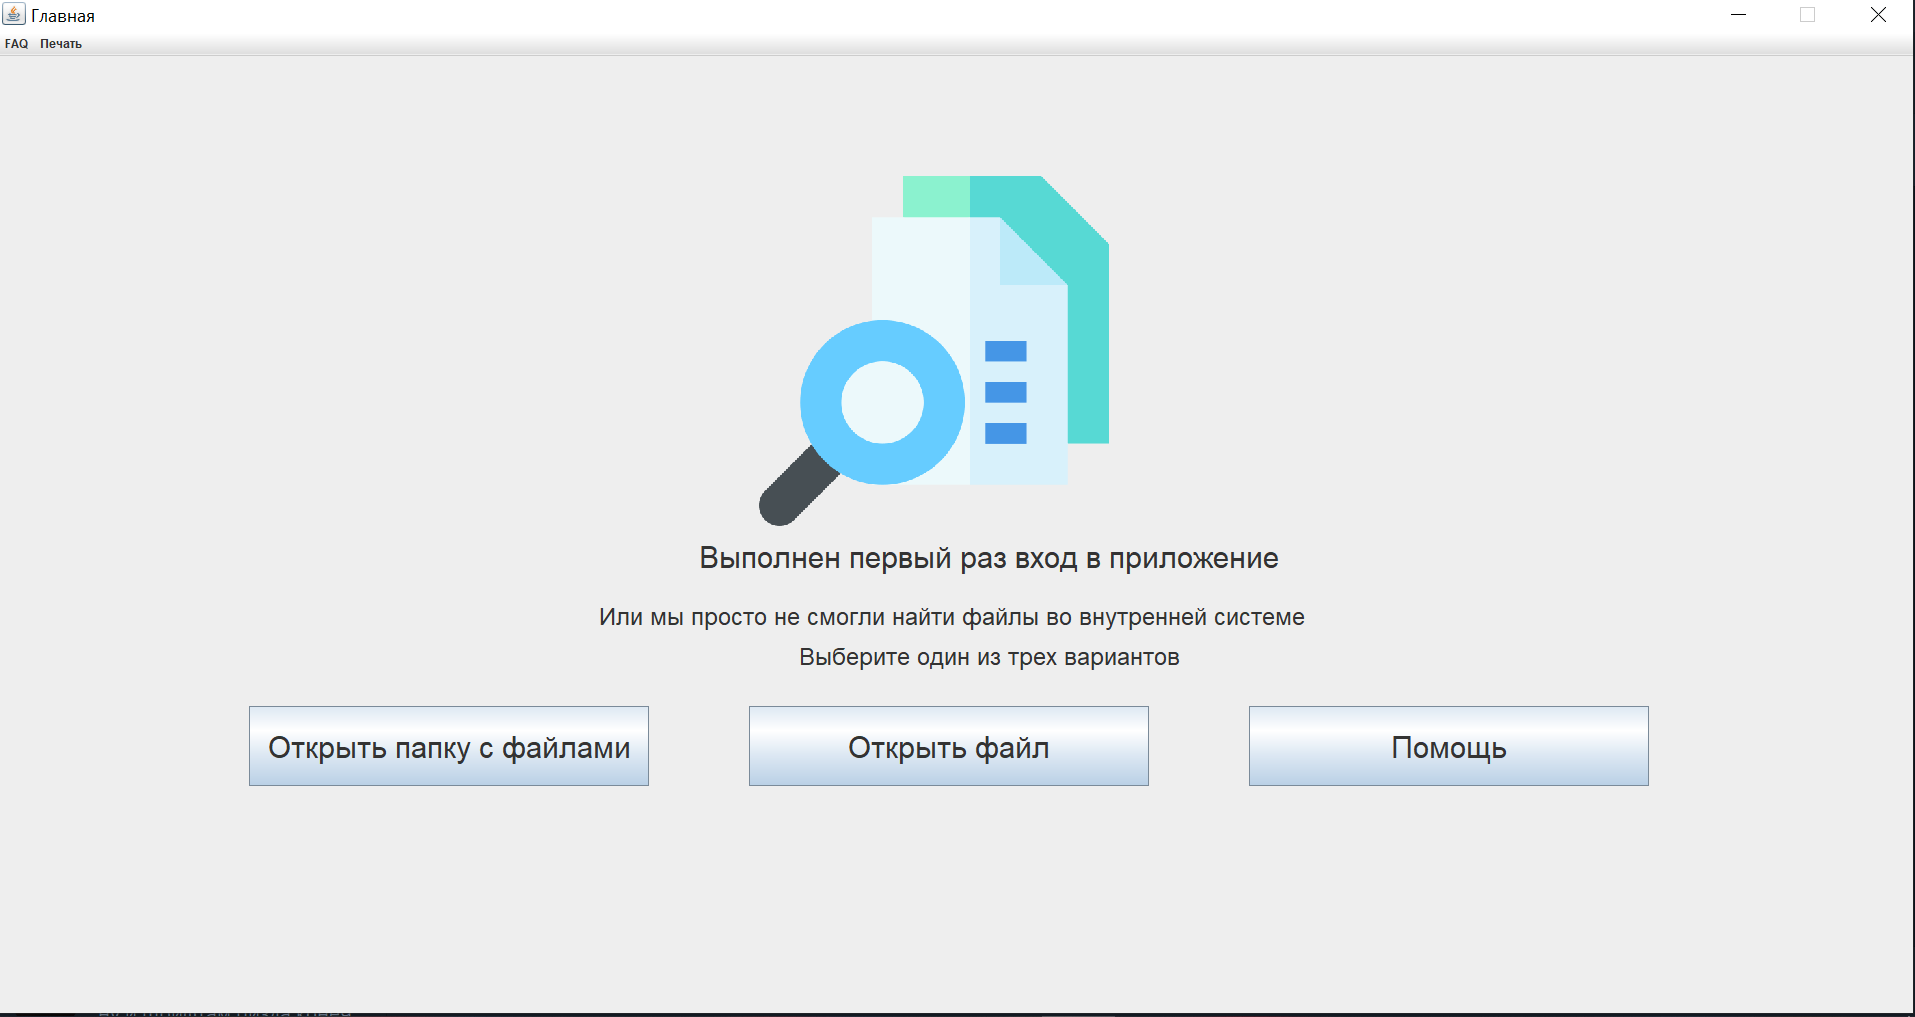 Главная
FAQ Печать
Выполнен первый раз вход в приложение
Или мы просто не смогли найти файлы во внутренней системе
Выберите один из трех вариантов
Открыть папку с файлами Открыть файл Помощь